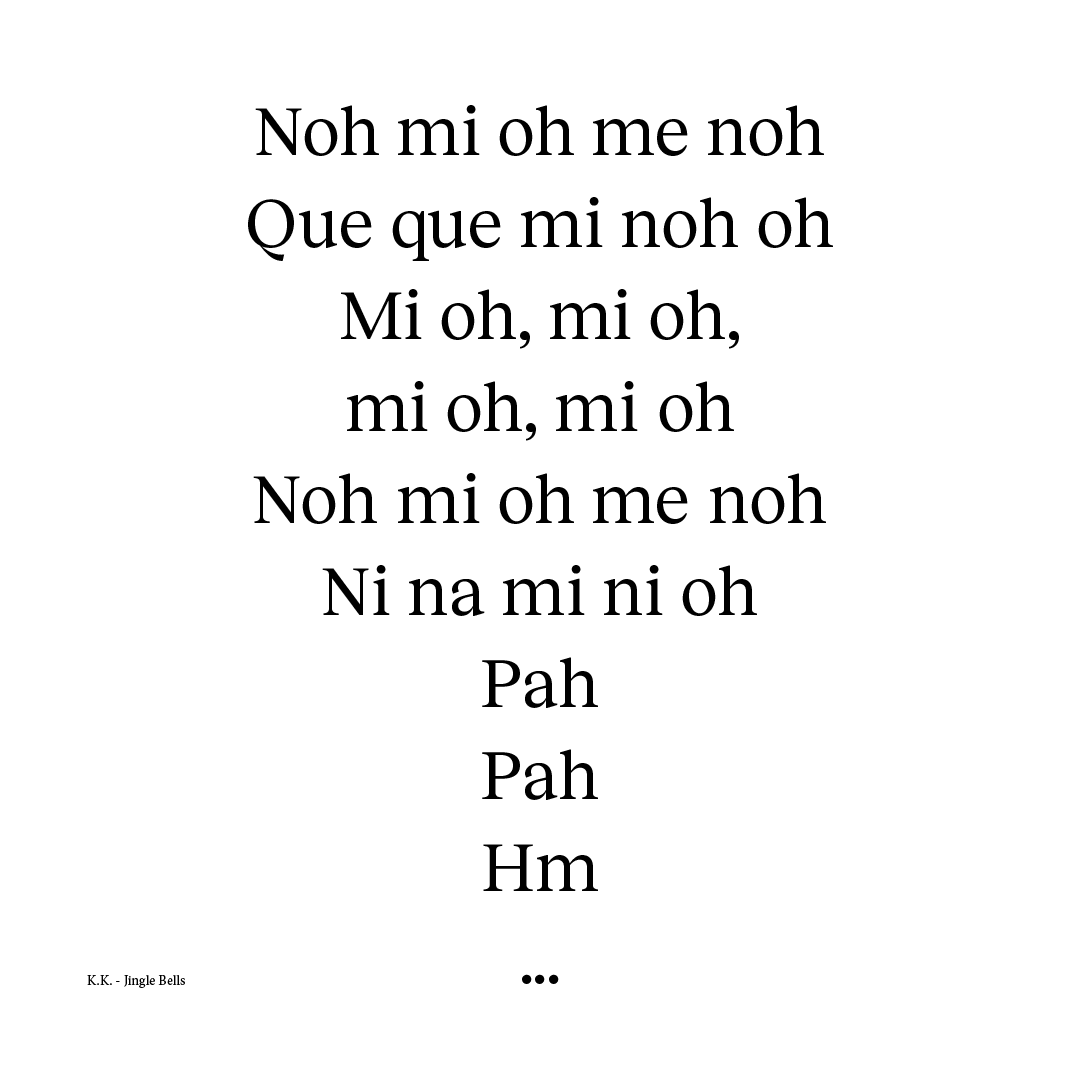 Noh mi oh me noh
Que que mi noh oh
Mi oh, mi oh,
mi oh, mi oh
Noh mi oh me noh
Ni na mi ni oh
Pah
Pah
Hm
K.K. - Jingle Bells
•••